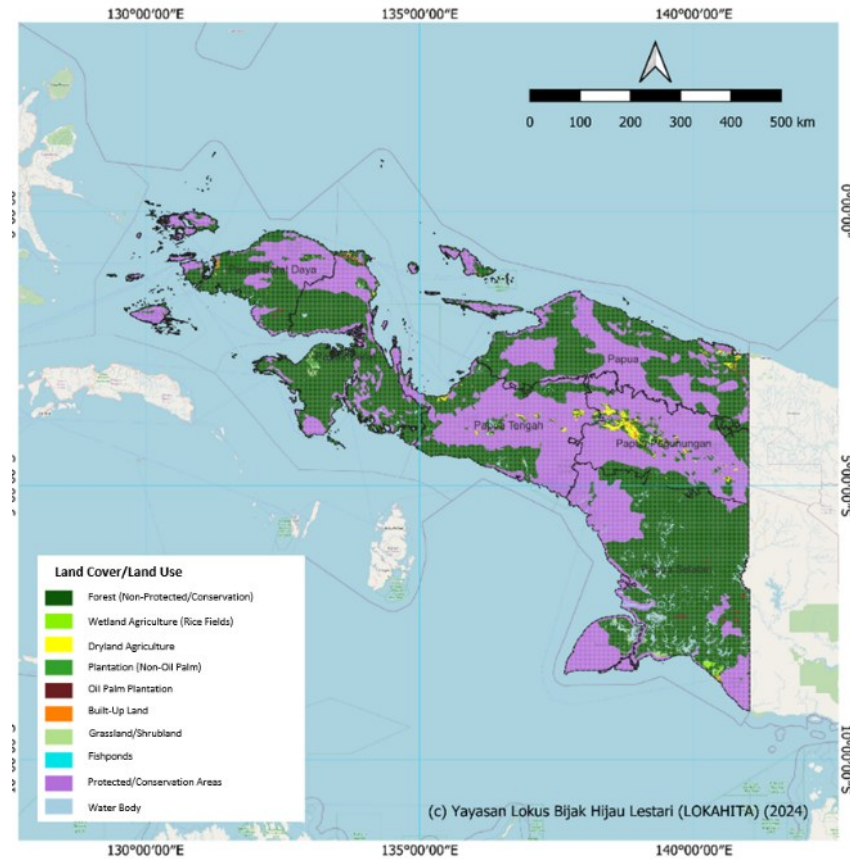 130°00′00″E 135°00′00″E 140°00′00″E
0 100 200 300 400 500 km
Daya
Papua
Papua Tengah
Papua Pegunungan
Land Cover/Land Use
Forest (Non-Protected/Conservation)
Wetland Agriculture (Rice Fields)
Dryland Agriculture
Plantation (Non-Oil Palm)
Oil Palm Plantation
Built-Up Land
Grassland/Shrubland
Fishponds
Protected/Conservation Areas
Water Body
(c) Yayasan Lokus Bijak Hijau Lestari (LOKAHITA) (2024)
130°00′00″E 135°00′00″E 140°00′00″E